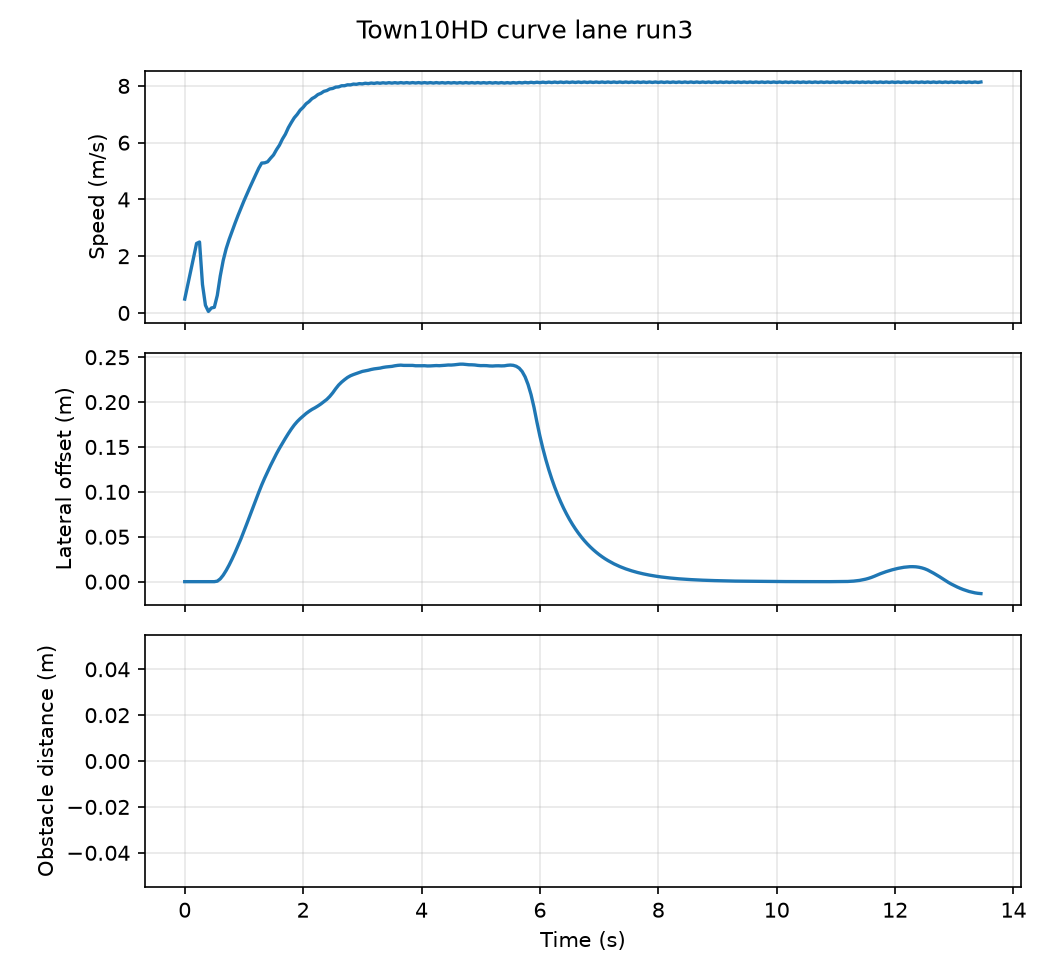 Town10HD curve lane run3
Speed (m/s)
8
6
4
2
0
Lateral offset (m)
0.25
0.20
0.15
0.10
0.05
0.00
Obstacle distance (m)
0.04
0.02
0.00
−0.02
−0.04
0 2 4 6 8 10 12 14
Time (s)